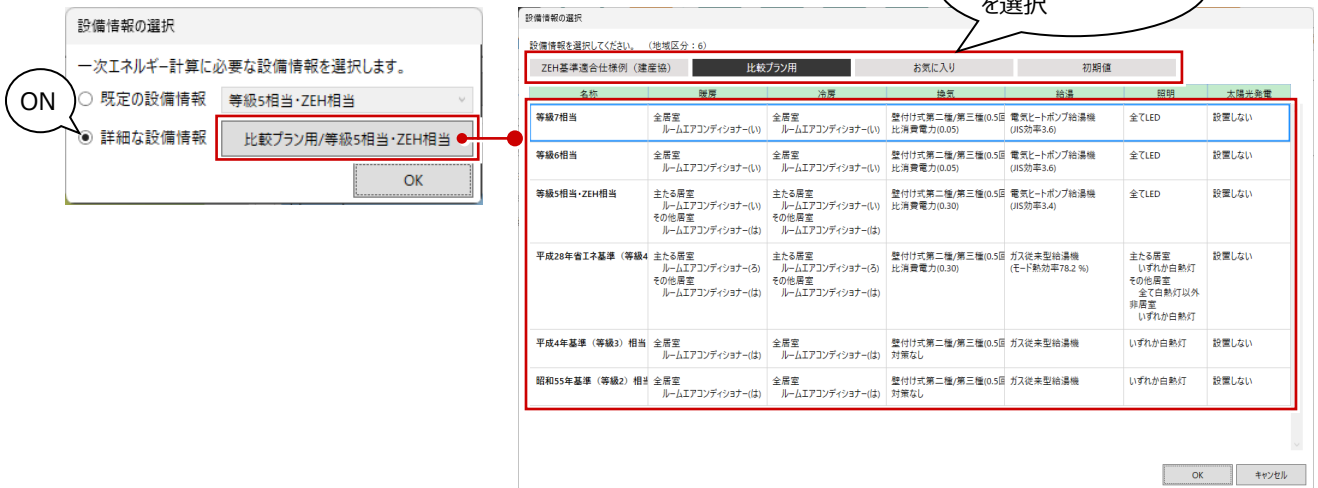 設備情報の選択
一次エネルギー計算に必要な設備情報を選択します。
ON
既定の設備情報 等級5相当・ZEH相当
詳細な設備情報 比較プラン用/等級5相当・ZEH相当
OK
を選択
設備情報の選択
設備情報を選択してください。 (地域区分:6)
ZEH基準適合仕様例(建産協) 比較プラン用 お気に入り 初期値
名称 暖房 冷房 換気 給湯 照明 太陽光発電
等級7相当 全居室 全居室 壁付け式第二種/第三種(0.5回 電気ヒートポンプ給湯機 全てLED 設置しない
ルームエアコンディショナー(い) ルームエアコンディショナー(い) 比消費電力(0.05) (JIS効率3.6)
等級6相当 全居室 全居室 壁付け式第二種/第三種(0.5回 電気ヒートポンプ給湯機 全てLED 設置しない
ルームエアコンディショナー(い) ルームエアコンディショナー(い) 比消費電力(0.05) (JIS効率3.6)
等級5相当・ZEH相当 主たる居室 主たる居室 壁付け式第二種/第三種(0.5回 電気ヒートポンプ給湯機 全てLED 設置しない
ルームエアコンディショナー(い) ルームエアコンディショナー(い) 比消費電力(0.30) (JIS効率3.4)
その他居室 その他居室
ルームエアコンディショナー(は) ルームエアコンディショナー(は)
平成28年省エネ基準(等級4 主たる居室 主たる居室 壁付け式第二種/第三種(0.5回 ガス従来型給湯機 主たる居室 設置しない
ルームエアコンディショナー(ろ) ルームエアコンディショナー(ろ) 比消費電力(0.30) (モード熱効率78.2 %) いずれか白熱灯
その他居室 その他居室 その他居室
ルームエアコンディショナー(は) ルームエアコンディショナー(は) 全て白熱灯以外
非居室
いずれか白熱灯
平成4年基準(等級3)相当 全居室 全居室 壁付け式第二種/第三種(0.5回 ガス従来型給湯機 いずれか白熱灯 設置しない
ルームエアコンディショナー(は) ルームエアコンディショナー(は) 対策なし
昭和55年基準(等級2)相当 全居室 全居室 壁付け式第二種/第三種(0.5回 ガス従来型給湯機 いずれか白熱灯 設置しない
ルームエアコンディショナー(は) ルームエアコンディショナー(は) 対策なし
OK キャンセル